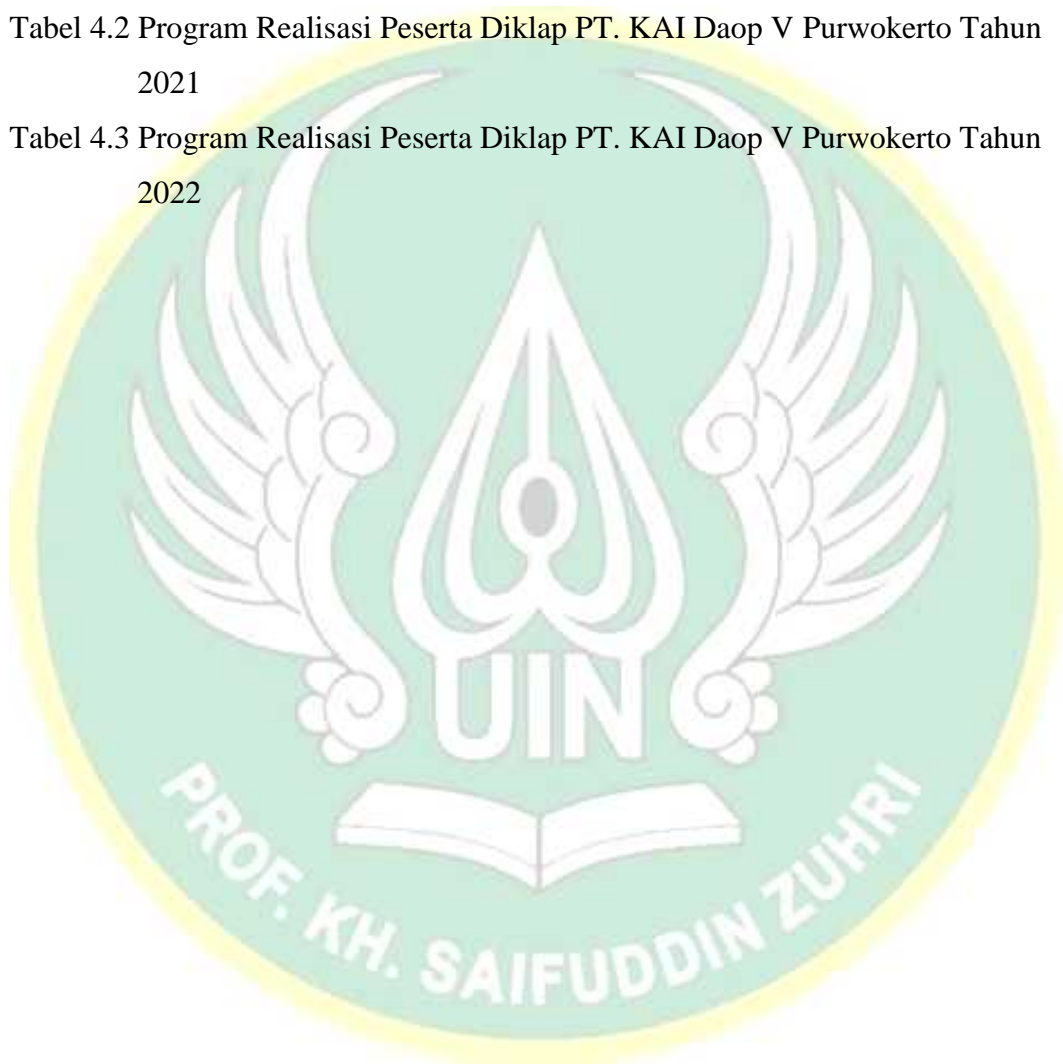 Tabel 4.2 Program Realisasi Peserta Diklap PT. KAI Daop V Purwokerto Tahun
2021
Tabel 4.3 Program Realisasi Peserta Diklap PT. KAI Daop V Purwokerto Tahun
2022
UIN
PROF. KH. SAIFUDDIN ZUHRI